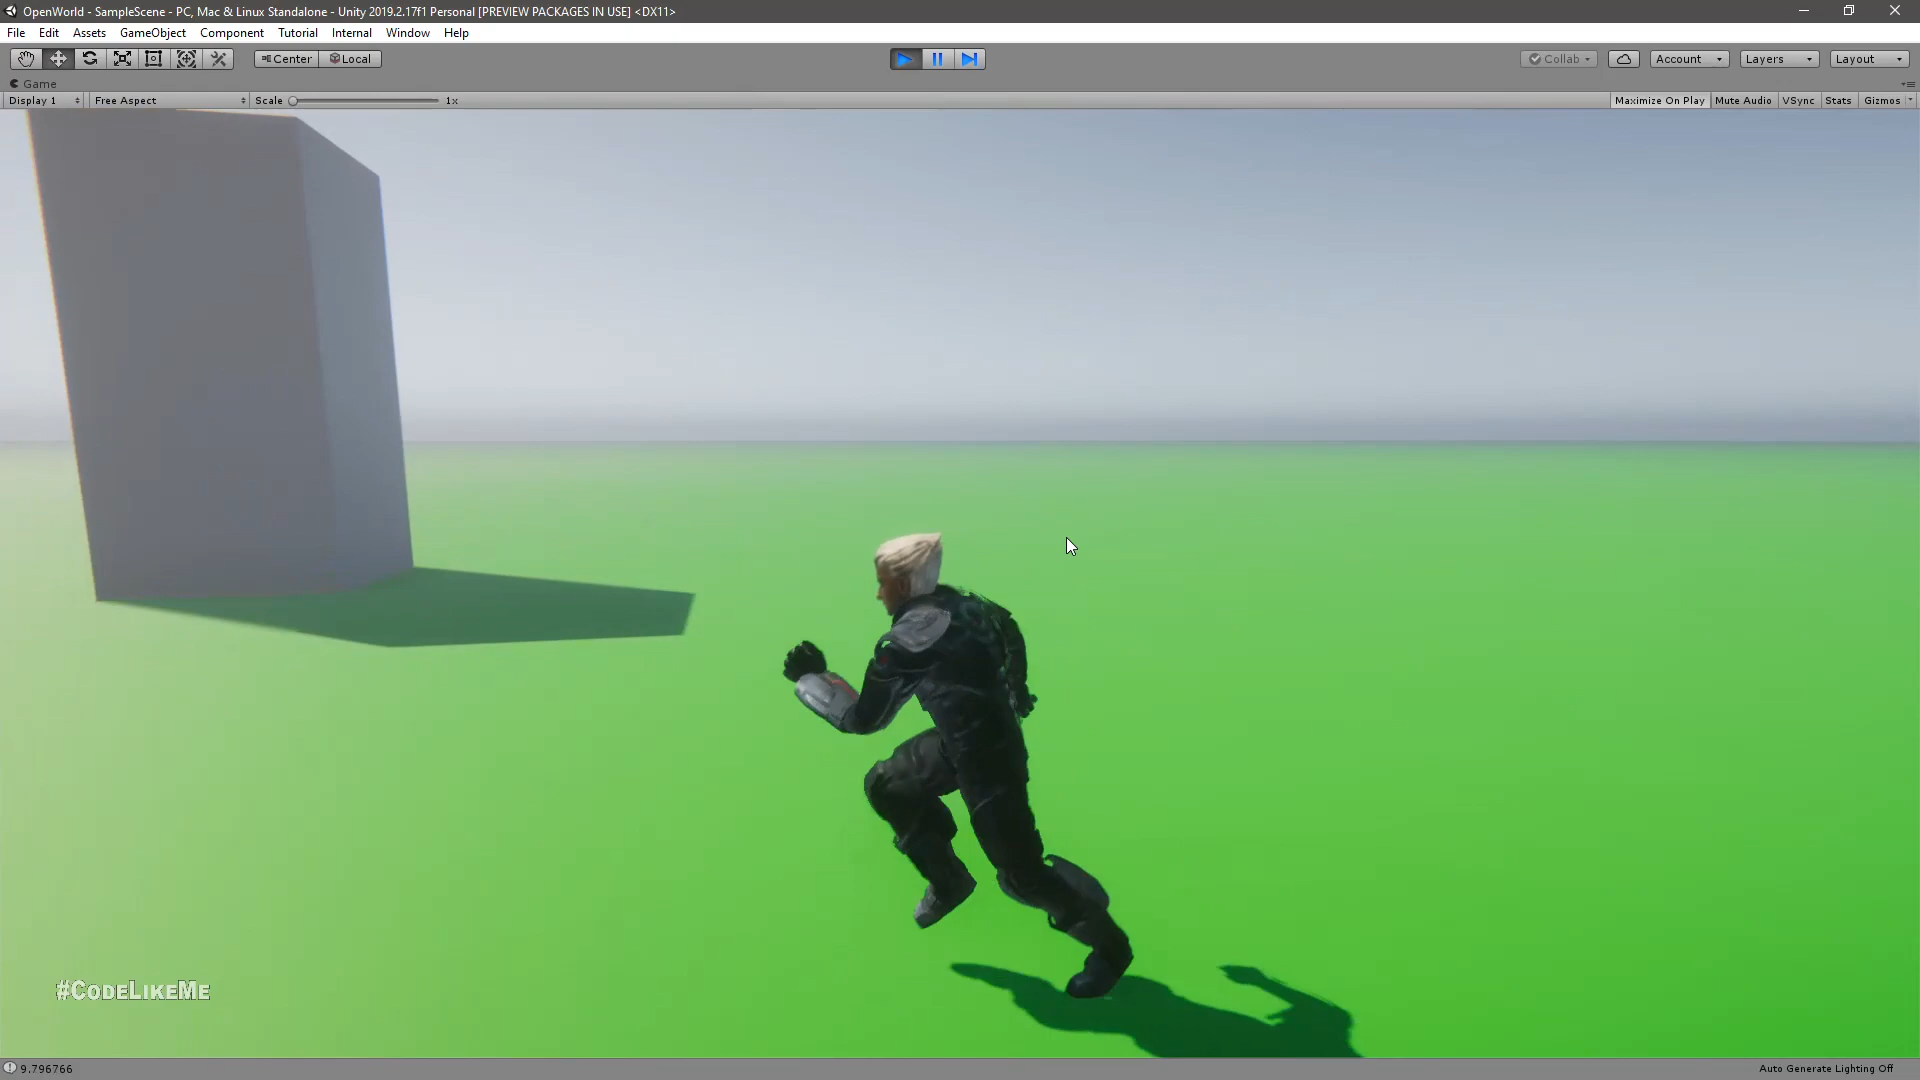 OpenWorld - SampleScene - PC, Mac & Linux Standalone - Unity 2019.2.17f1 Personal [PREVIEW PACKAGES IN USE] <DX11>
File Edit Assets GameObject Component Tutorial Internal Window Help
Center Local Collab Account Layers Layout
Game
Display 1 Free Aspect Scale 1x Maximize On Play Mute Audio VSync Stats Gizmos
#CodeLikeMe
9.796766 Auto Generate Lighting Off